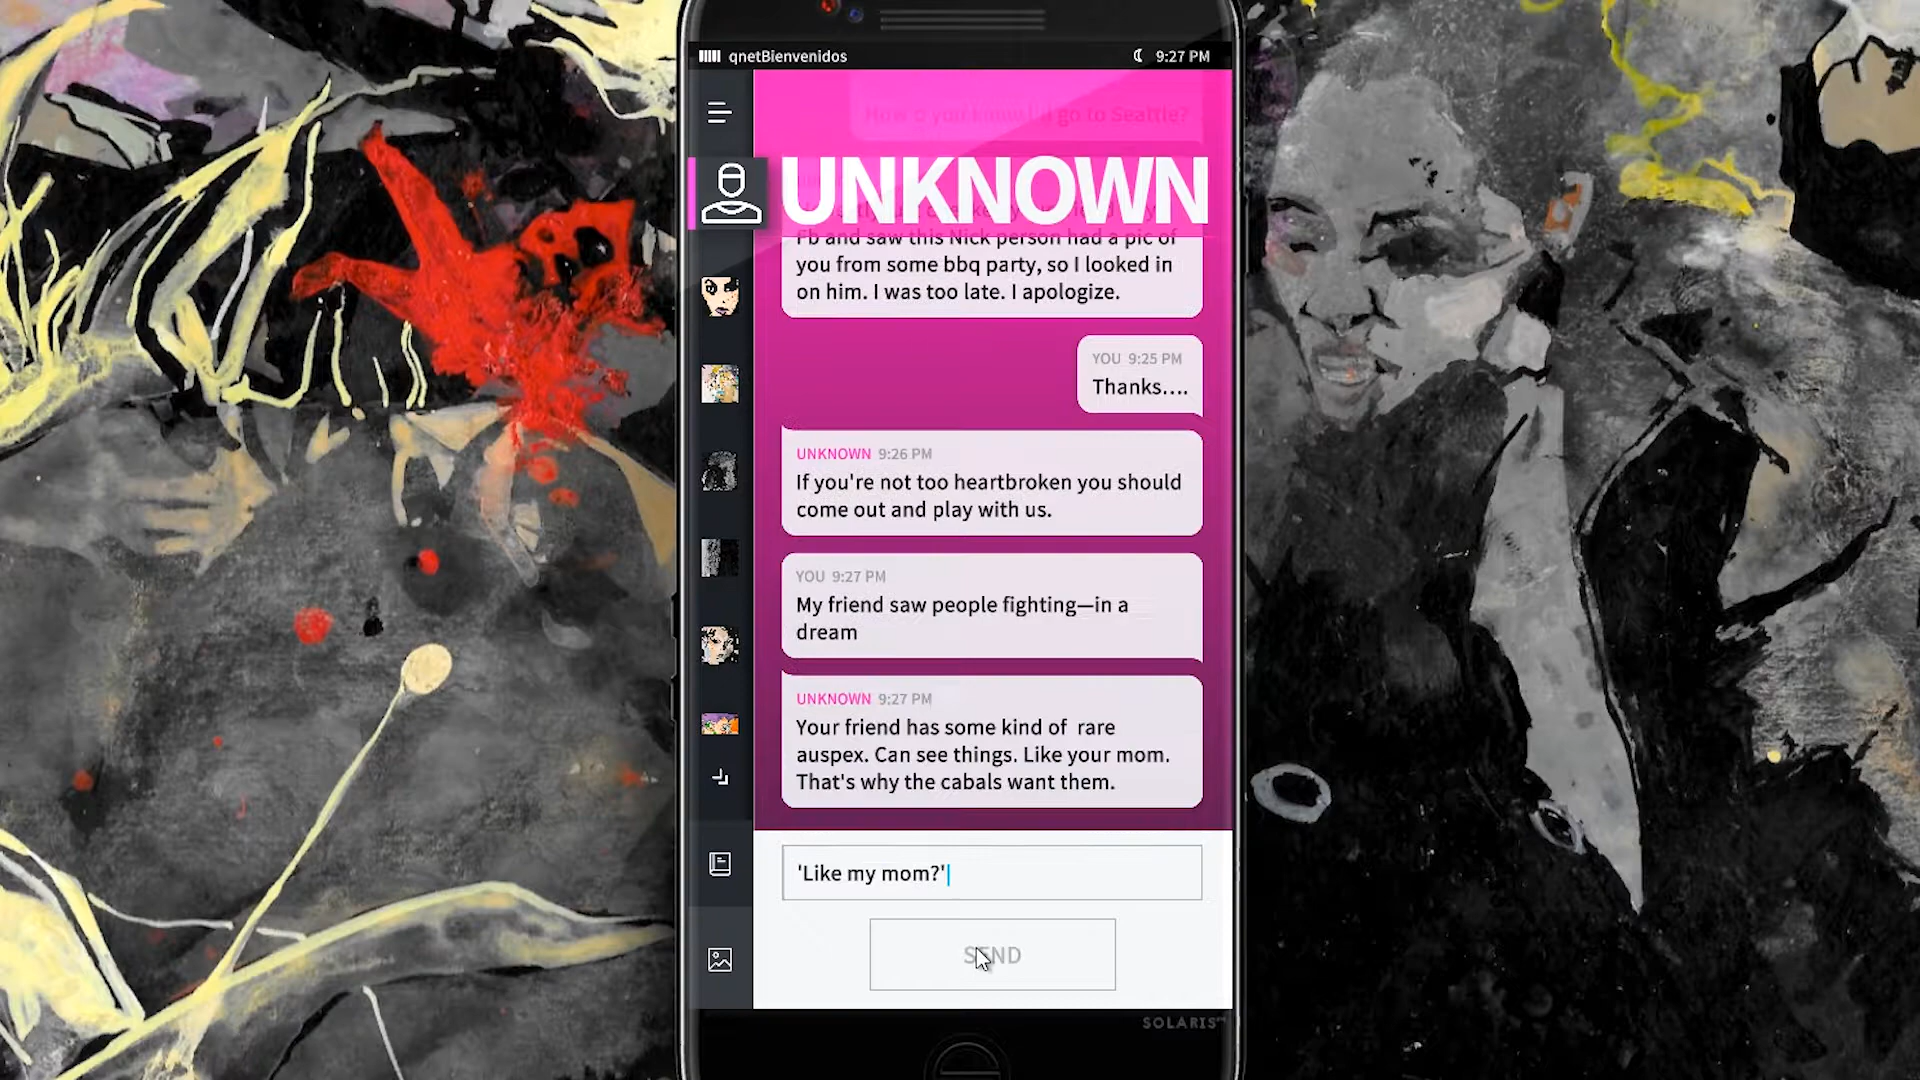 qnetBienvenidos
9:27 PM
go to Seattle?
UNKNOWN
Fb and saw this Nick person had a pic of
you from some bbq party, so I looked in
on him. I was too late. I apologize.
YOU 9:25 PM
Thanks....
UNKNOWN 9:26 PM
If you're not too heartbroken you should
come out and play with us.
YOU 9:27 PM
My friend saw people fighting—in a
dream
UNKNOWN 9:27 PM
Your friend has some kind of rare
auspex. Can see things. Like your mom.
That's why the cabals want them.
'Like my mom?'
SEND
SOLARIS™